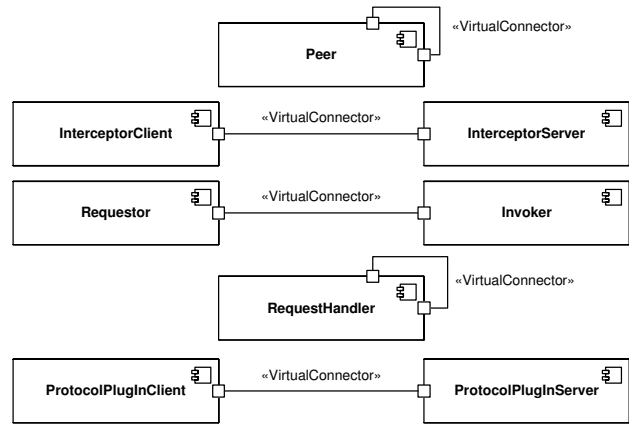 «VirtualConnector»
Peer
InterceptorClient
«VirtualConnector»
InterceptorServer
Requestor
«VirtualConnector»
Invoker
«VirtualConnector»
RequestHandler
ProtocolPlugInClient
«VirtualConnector»
ProtocolPlugInServer